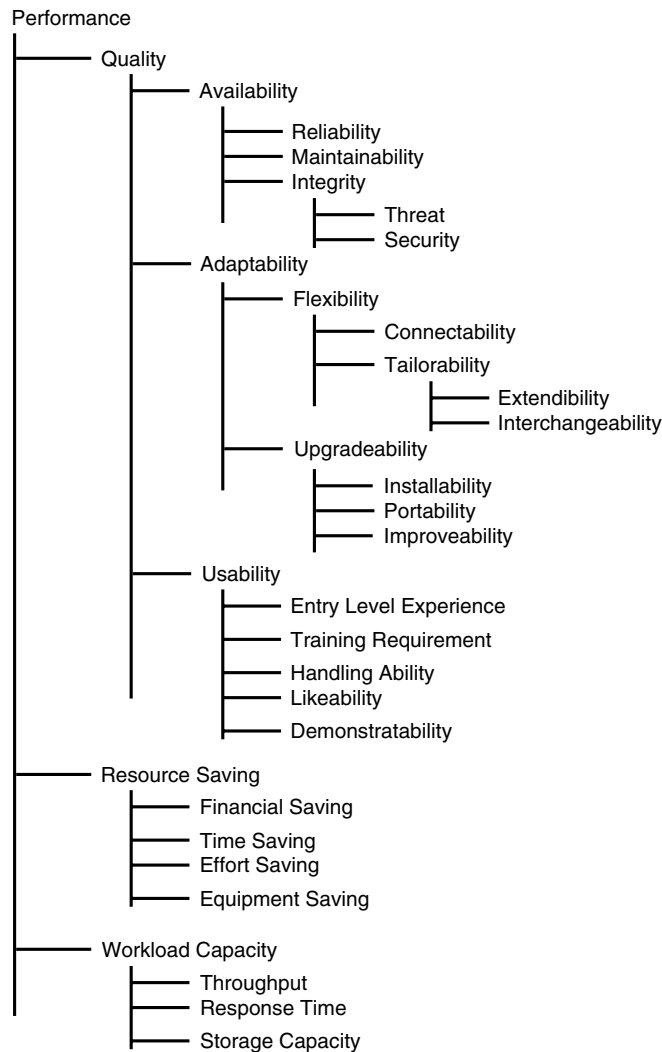 Performance
Quality
Availability
Reliability
Maintainability
Integrity
Threat
Security
Adaptability
Flexibility
Connectability
Tailorability
Extendibility
Interchangeability
Upgradeability
Installability
Portability
Improveability
Usability
Entry Level Experience
Training Requirement
Handling Ability
Likeability
Demonstratability
Resource Saving
Financial Saving
Time Saving
Effort Saving
Equipment Saving
Workload Capacity
Throughput
Response Time
Storage Capacity